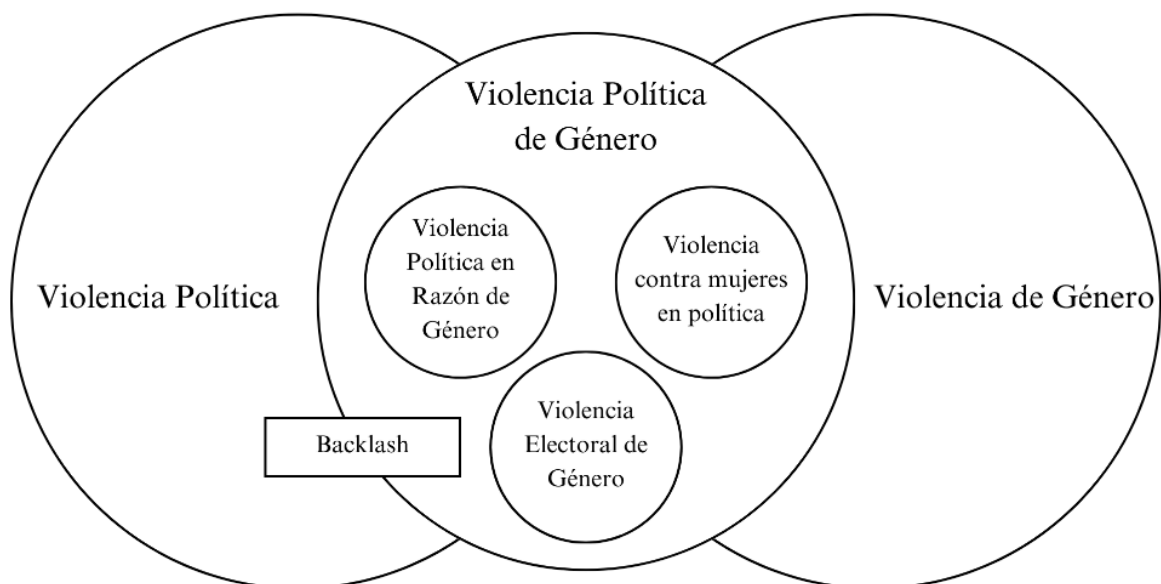 Violencia Política
de Género
Violencia
Política en
Razón de
Género
Violencia
contra mujeres
en política
Violencia Política
Violencia de Género
Violencia
Electoral de
Género
Backlash